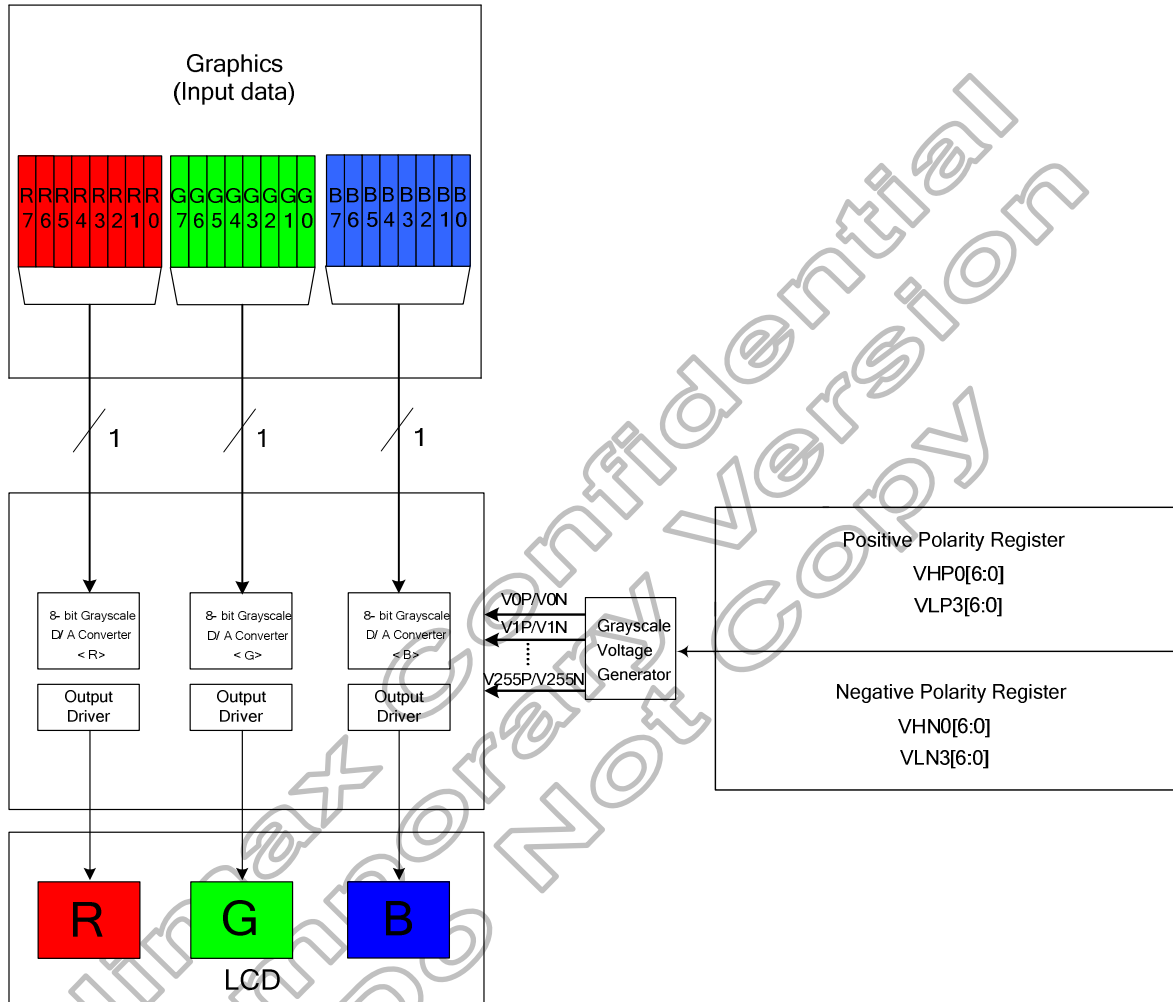 Graphics
(Input data)
R7 R6 R5 R4 R3 R2 R1 R0
G7 G6 G5 G4 G3 G2 G1 G0
B7 B6 B5 B4 B3 B2 B1 B0
1
1
1
8- bit Grayscale
D/ A Converter
< R>
8- bit Grayscale
D/ A Converter
< G>
8- bit Grayscale
D/ A Converter
< B>
V0P/V0N
V1P/V1N
V255P/V255N
Grayscale
Voltage
Generator
Positive Polarity Register
VHP0[6:0]
VLP3[6:0]
Negative Polarity Register
VHN0[6:0]
VLN3[6:0]
Output
Driver
Output
Driver
Output
Driver
R
G
B
LCD
Confidential
Version
Do Not Copy